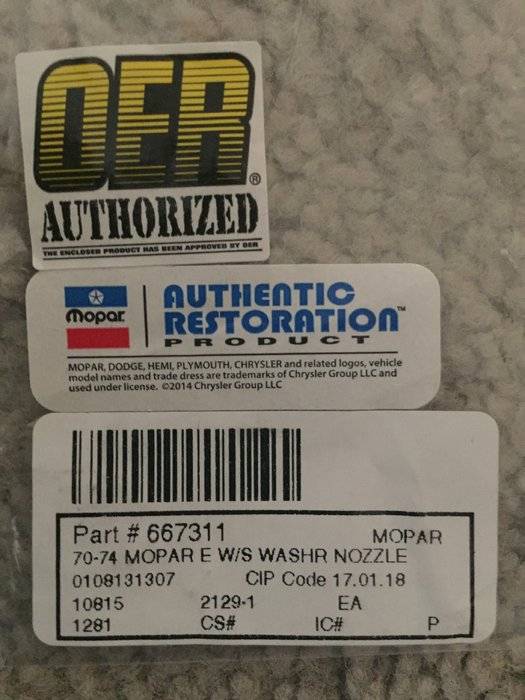 OER®
AUTHORIZED
THE ENCLOSED PRODUCT HAS BEEN APPROVED BY OER
Mopar
AUTHENTIC
RESTORATION™
PRODUCT
MOPAR, DODGE, HEMI, PLYMOUTH, CHRYSLER and related logos, vehicle
model names and trade dress are trademarks of Chrysler Group LLC and
used under license. ©2014 Chrysler Group LLC
Part # 667311 MOPAR
70-74 MOPAR E W/S WASHR NOZZLE
0108131307 CIP Code 17.01.18
10815 2129-1 EA
1281 CS# IC# P